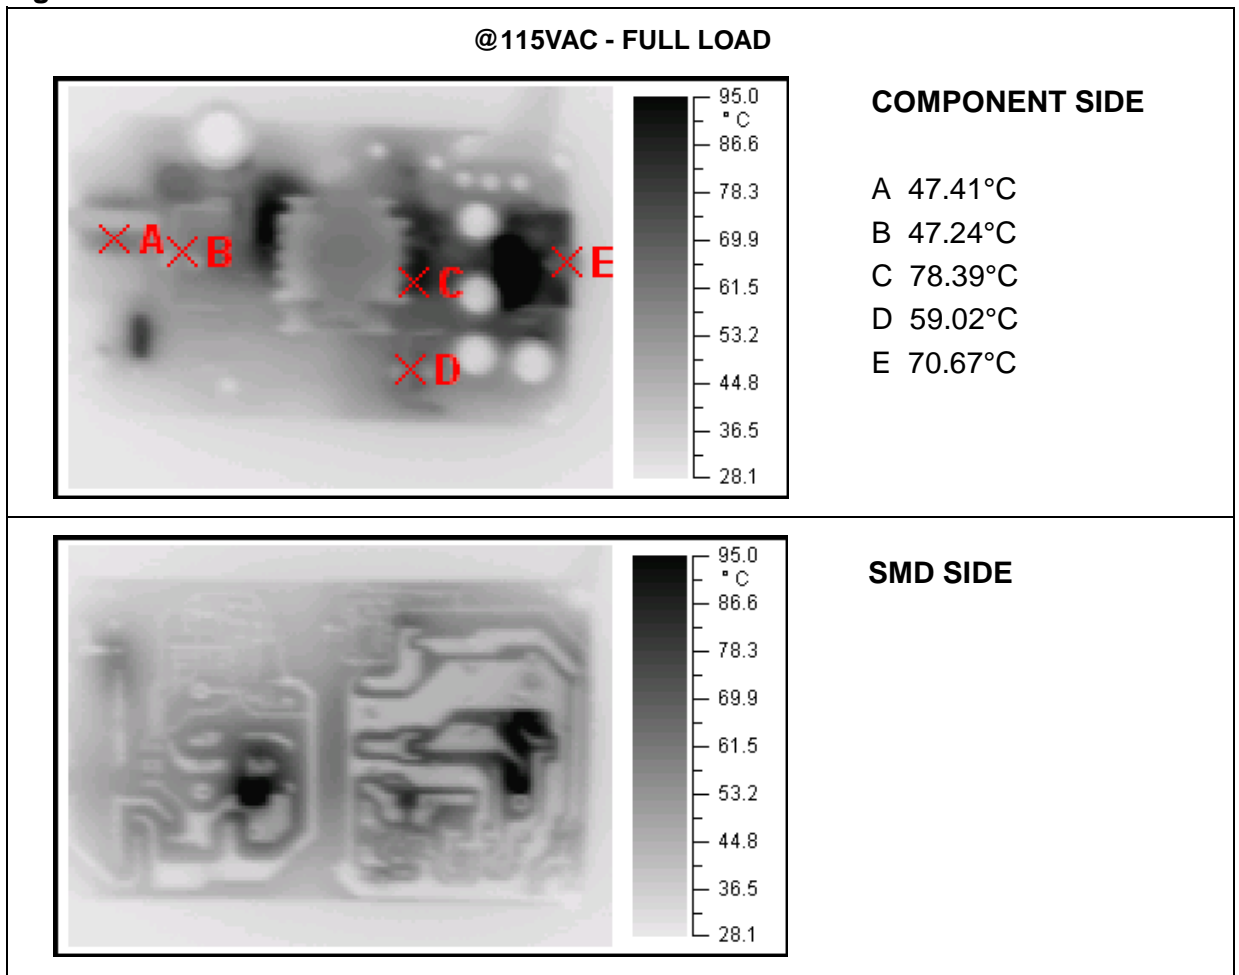 @115VAC - FULL LOAD
95.0
°C
86.6
78.3
69.9
61.5
53.2
44.8
36.5
28.1
A
B
C
D
E
COMPONENT SIDE
A 47.41°C
B 47.24°C
C 78.39°C
D 59.02°C
E 70.67°C
95.0
°C
86.6
78.3
69.9
61.5
53.2
44.8
36.5
28.1
SMD SIDE